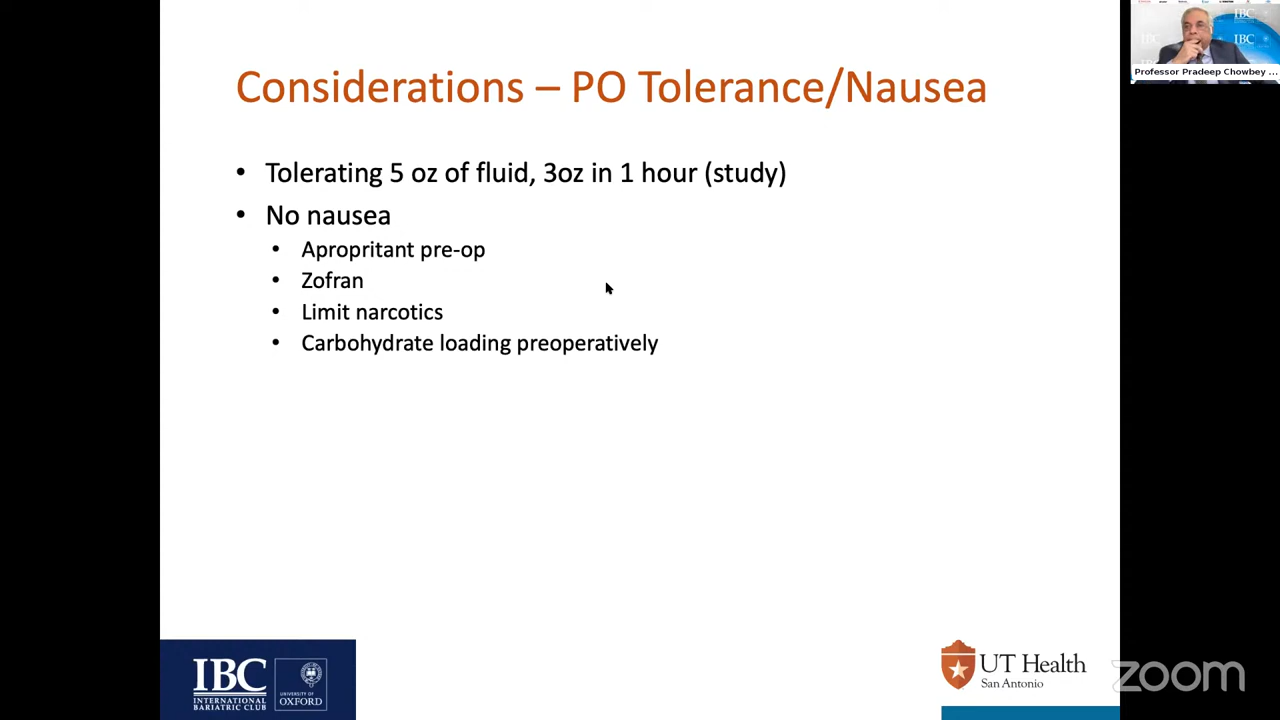 Considerations – PO Tolerance/Nausea
• Tolerating 5 oz of fluid, 3oz in 1 hour (study)
• No nausea
• Apropritant pre-op
• Zofran
• Limit narcotics
• Carbohydrate loading preoperatively
IBC
IBC
Professor Pradeep Chowbey ...
IBC
INTERNATIONAL
BARIATRIC CLUB
UNIVERSITY OF
OXFORD
UT Health
San Antonio
zoom